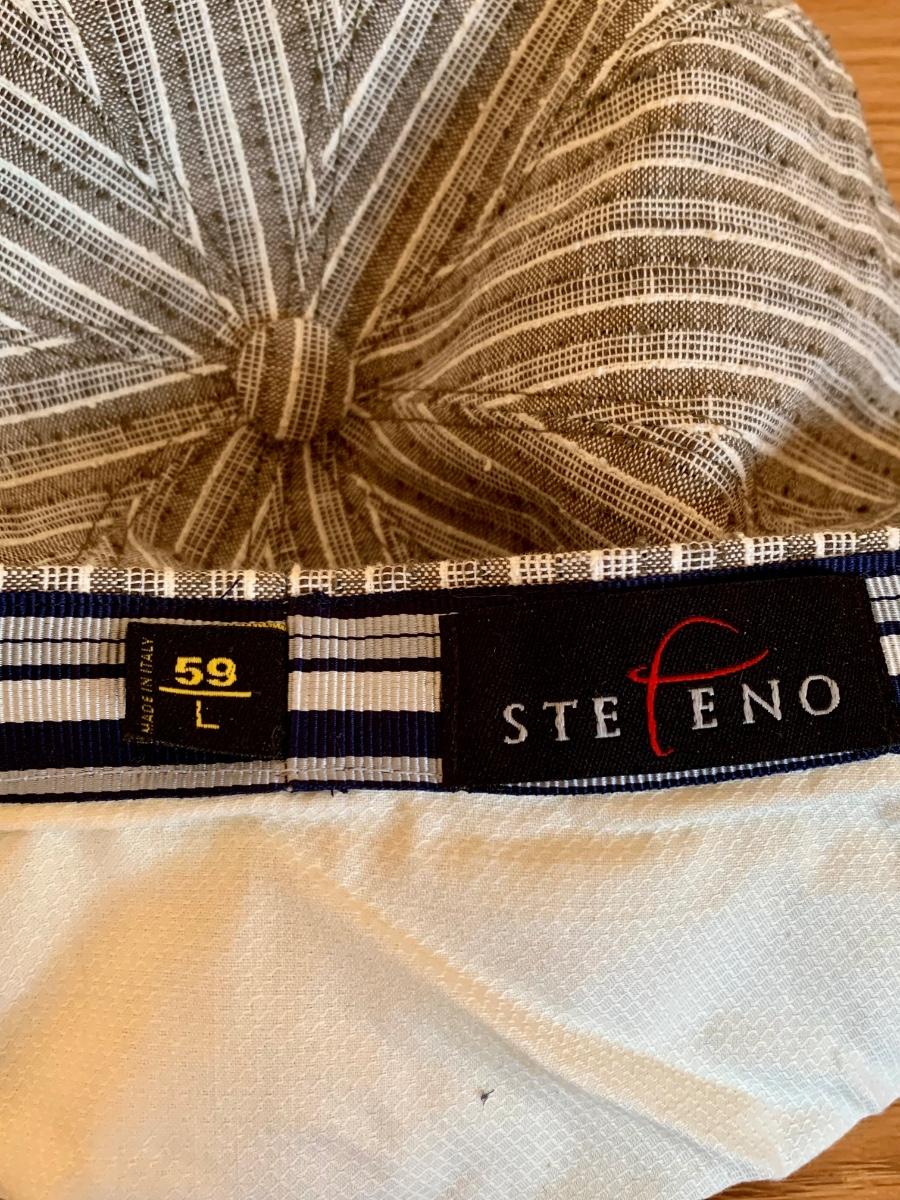 MADE IN ITALY
59
L
STEFENO